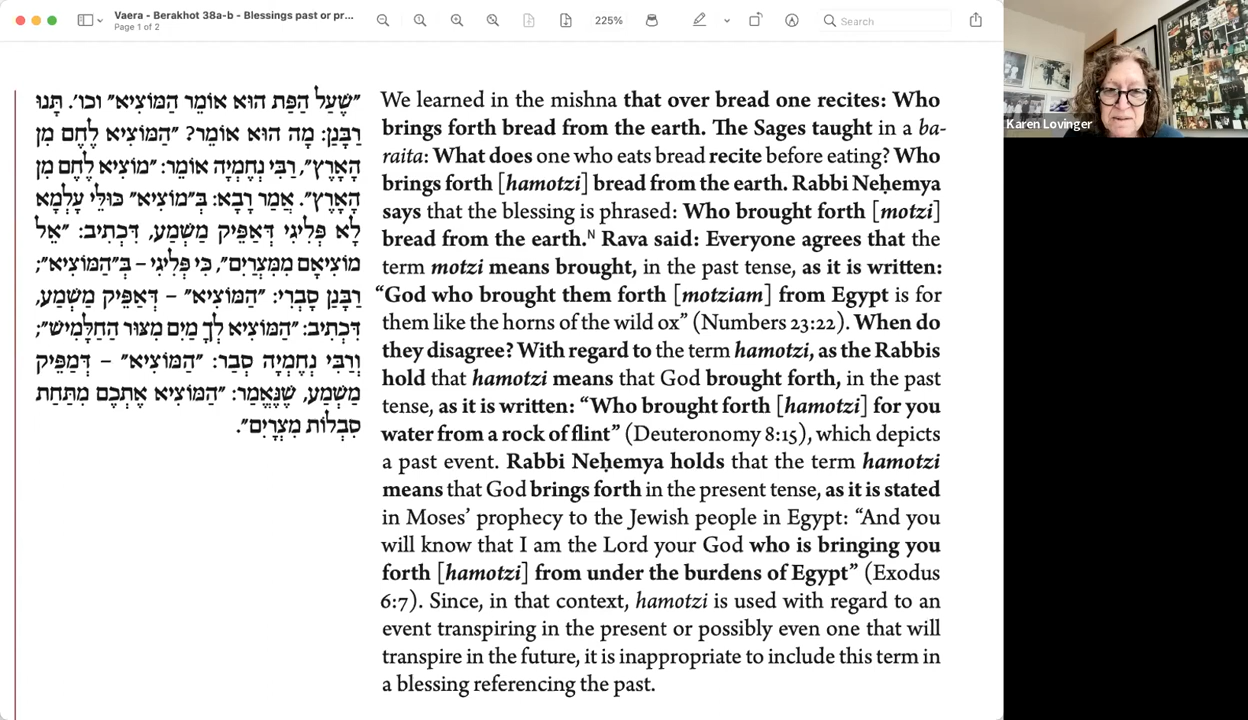 Vaera - Berakhot 38a-b - Blessings past or pr...
Page 1 of 2
225%
Search
Karen Lovinger
"שֶׁעַל הַפַּת הוּא אוֹמֵר הַמּוֹצִיא" וכו'. תָּנוּ
רַבָּנַן: מָה הוּא אוֹמֵר? "הַמּוֹצִיא לֶחֶם מִן
הָאָרֶץ", רַבִּי נְחֶמְיָה אוֹמֵר: "מוֹצִיא לֶחֶם מִן
הָאָרֶץ". אֲמַר רָבָא: בְּ"מוֹצִיא" כּוּלֵּי עָלְמָא
לָא פְּלִיגִי דְּאַפֵּיק מַשְׁמַע, דִּכְתִיב: "אֵל
מוֹצִיאָם מִמִּצְרַיִם", כִּי פְּלִיגִי – בְּ"הַמּוֹצִיא";
רַבָּנַן סָבְרִי: "הַמּוֹצִיא" – דְּאַפֵּיק מַשְׁמַע,
דִּכְתִיב: "הַמּוֹצִיא לְךָ מַיִם מִצּוּר הַחַלָּמִישׁ";
וְרַבִּי נְחֶמְיָה סָבַר: "הַמּוֹצִיא" – דְּמַפֵּיק
מַשְׁמַע, שֶׁנֶּאֱמַר: "הַמּוֹצִיא אֶתְכֶם מִתַּחַת
סִבְלוֹת מִצְרָיִם".
We learned in the mishna that over bread one recites: Who
brings forth bread from the earth. The Sages taught in a ba-
raita: What does one who eats bread recite before eating? Who
brings forth [hamotzi] bread from the earth. Rabbi Neḥemya
says that the blessing is phrased: Who brought forth [motzi]
bread from the earth.N Rava said: Everyone agrees that the
term motzi means brought, in the past tense, as it is written:
“God who brought them forth [motziam] from Egypt is for
them like the horns of the wild ox” (Numbers 23:22). When do
they disagree? With regard to the term hamotzi, as the Rabbis
hold that hamotzi means that God brought forth, in the past
tense, as it is written: “Who brought forth [hamotzi] for you
water from a rock of flint” (Deuteronomy 8:15), which depicts
a past event. Rabbi Neḥemya holds that the term hamotzi
means that God brings forth in the present tense, as it is stated
in Moses’ prophecy to the Jewish people in Egypt: “And you
will know that I am the Lord your God who is bringing you
forth [hamotzi] from under the burdens of Egypt” (Exodus
6:7). Since, in that context, hamotzi is used with regard to an
event transpiring in the present or possibly even one that will
transpire in the future, it is inappropriate to include this term in
a blessing referencing the past.